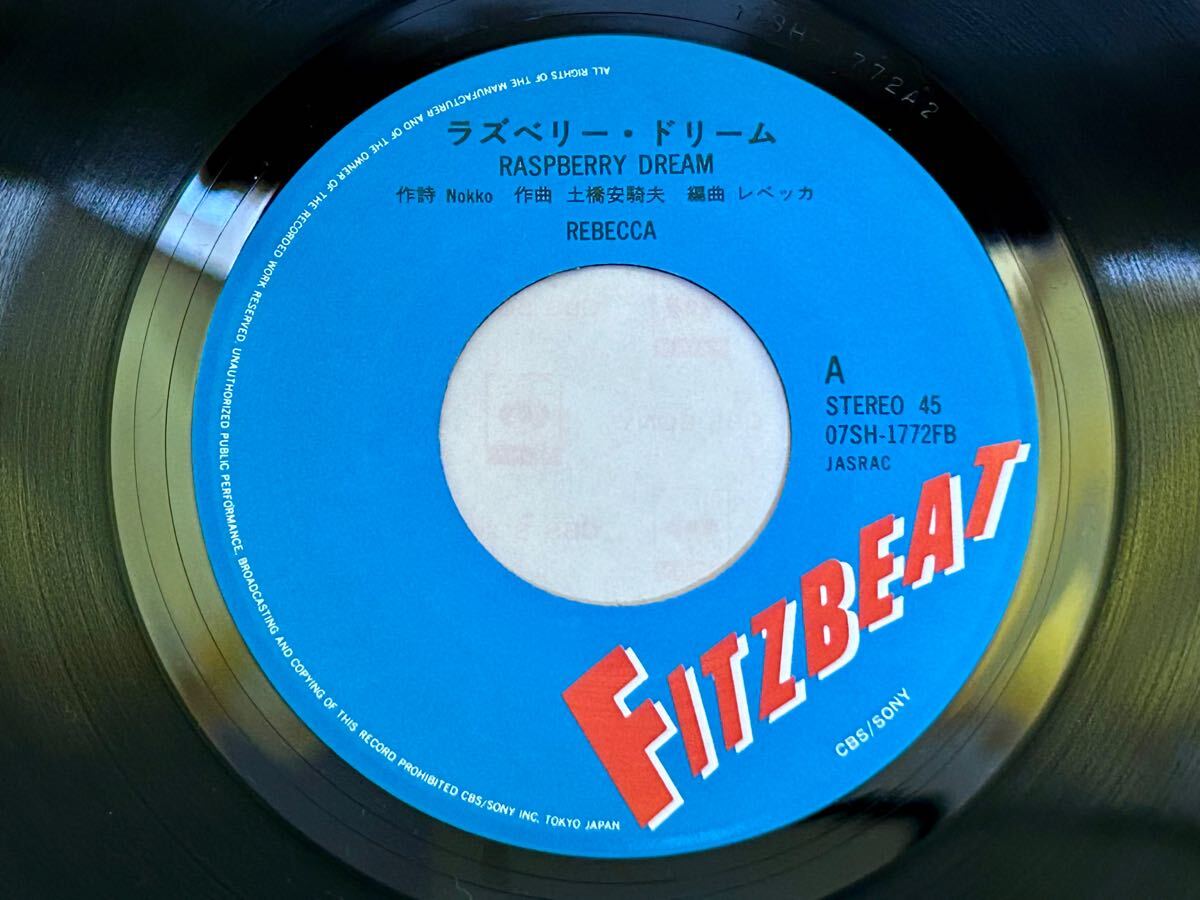 ラズベリー・ドリーム
RASPBERRY DREAM
作詩 Nokko 作曲 土橋安騎夫 編曲 レベッカ
REBECCA
A
STEREO 45
07SH-1772FB
JASRAC
FITZBEAT
CBS/SONY
ALL RIGHTS OF THE MANUFACTURER AND OF THE OWNER OF THE RECORDED WORK RESERVED. UNAUTHORIZED PUBLIC PERFORMANCE, BROADCASTING AND COPYING OF THIS RECORD PROHIBITED CBS/SONY INC. TOKYO JAPAN